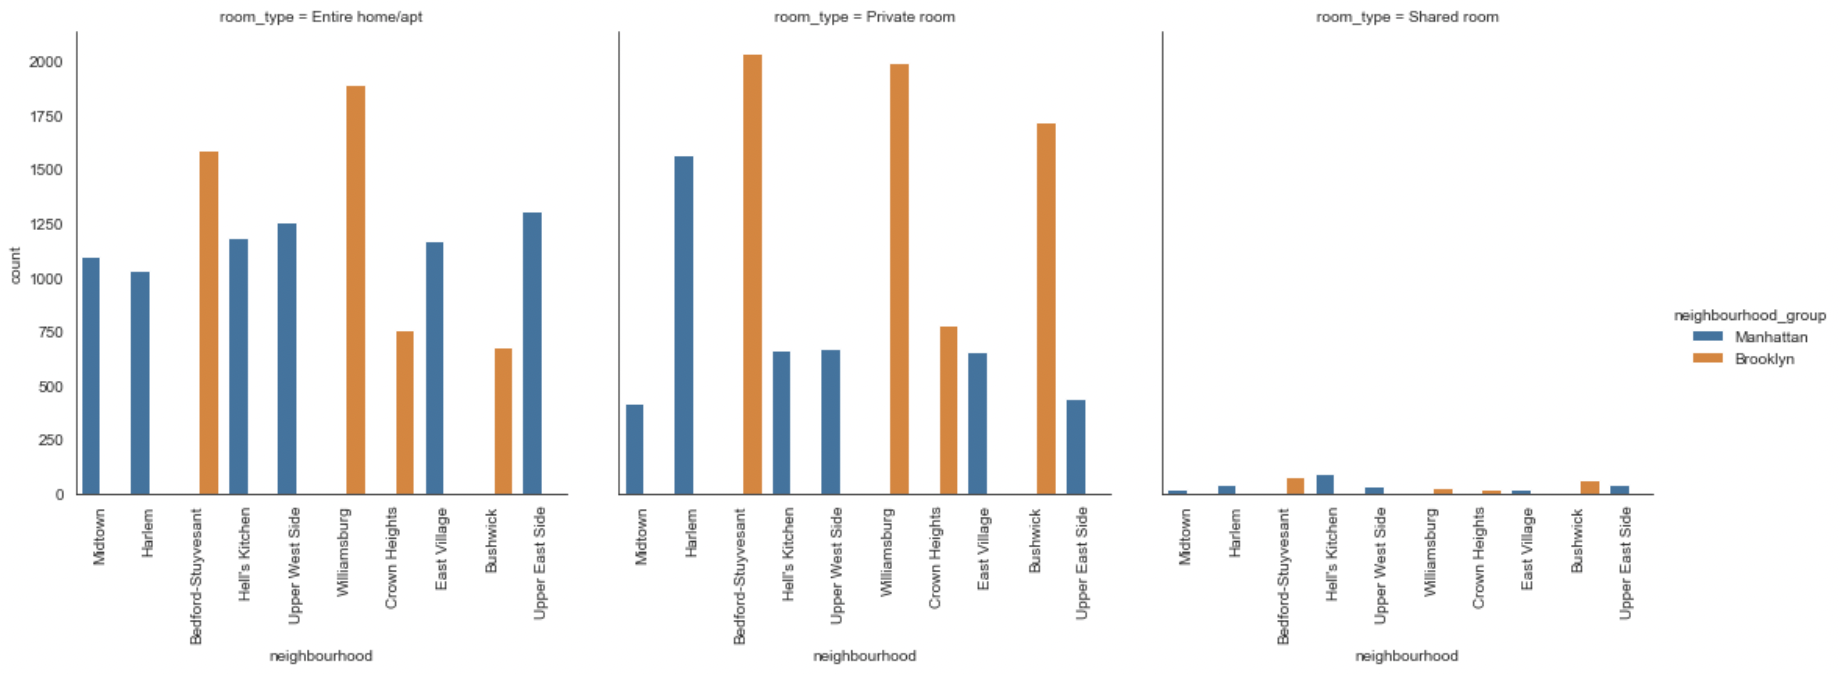 room_type = Entire home/apt
room_type = Private room
room_type = Shared room
2000
1750
1500
1250
1000
750
500
250
0
count
Midtown
Harlem
Bedford-Stuyvesant
Hell's Kitchen
Upper West Side
Williamsburg
Crown Heights
East Village
Bushwick
Upper East Side
neighbourhood
Midtown
Harlem
Bedford-Stuyvesant
Hell's Kitchen
Upper West Side
Williamsburg
Crown Heights
East Village
Bushwick
Upper East Side
neighbourhood
Midtown
Harlem
Bedford-Stuyvesant
Hell's Kitchen
Upper West Side
Williamsburg
Crown Heights
East Village
Bushwick
Upper East Side
neighbourhood
neighbourhood_group
Manhattan
Brooklyn